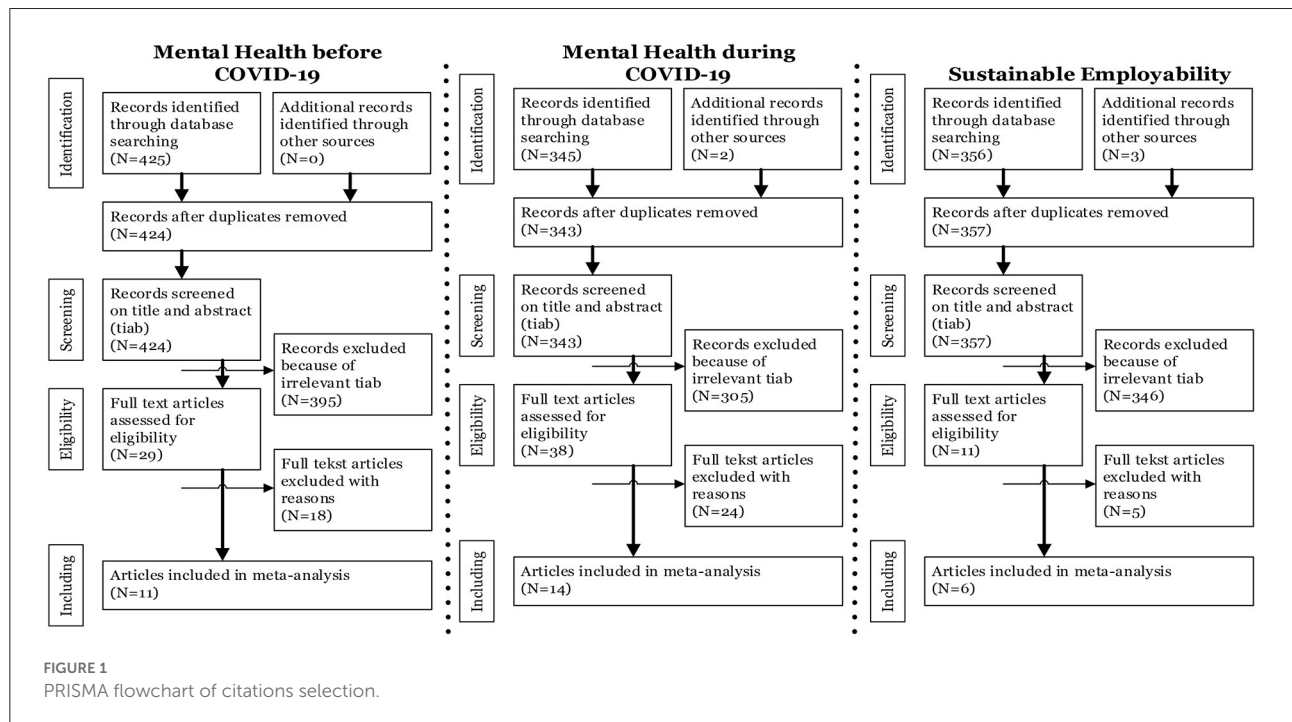 Mental Health before
COVID-19
Identification
Records identified
through database
searching
(N=425)
Additional records
identified through
other sources
(N=0)
Records after duplicates removed
(N=424)
Screening
Records screened
on title and abstract
(tiab)
(N=424)
Records excluded
because of
irrelevant tiab
(N=395)
Eligibility
Full text articles
assessed for
eligibility
(N=29)
Full tekst articles
excluded with
reasons
(N=18)
Including
Articles included in meta-analysis
(N=11)
Mental Health during
COVID-19
Identification
Records identified
through database
searching
(N=345)
Additional records
identified through
other sources
(N=2)
Records after duplicates removed
(N=343)
Screening
Records screened
on title and abstract
(tiab)
(N=343)
Records excluded
because of
irrelevant tiab
(N=305)
Eligibility
Full text articles
assessed for
eligibility
(N=38)
Full tekst articles
excluded with
reasons
(N=24)
Including
Articles included in meta-analysis
(N=14)
Sustainable Employability
Identification
Records identified
through database
searching
(N=356)
Additional records
identified through
other sources
(N=3)
Records after duplicates removed
(N=357)
Screening
Records screened
on title and abstract
(tiab)
(N=357)
Records excluded
because of
irrelevant tiab
(N=346)
Eligibility
Full text articles
assessed for
eligibility
(N=11)
Full tekst articles
excluded with
reasons
(N=5)
Including
Articles included in meta-analysis
(N=6)
FIGURE 1
PRISMA flowchart of citations selection.